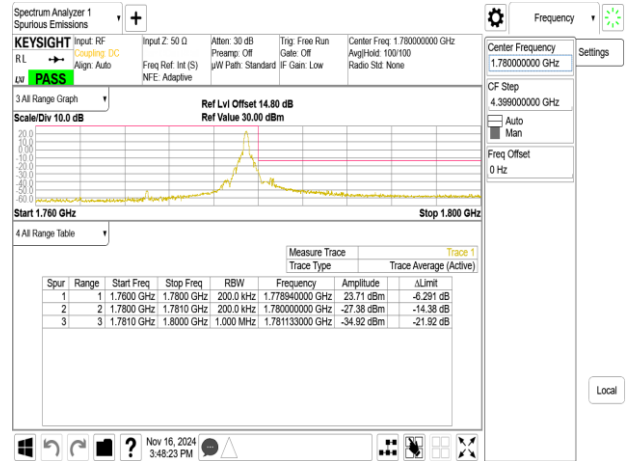 Spectrum Analyzer 1
Spurious Emissions
Frequency
KEYSIGHT
RL
LW PASS
Input: RF
Coupling: DC
Align: Auto
Input Z: 50 Ω
Freq Ref: Int (S)
NFE: Adaptive
Atten: 30 dB
Preamp: Off
µW Path: Standard
Trig: Free Run
Gate: Off
IF Gain: Low
Center Freq: 1.780000000 GHz
Avg|Hold: 100/100
Radio Std: None
Center Frequency
1.780000000 GHz
Settings
CF Step
4.399000000 GHz
Auto
Man
Freq Offset
0 Hz
3 All Range Graph
Scale/Div 10.0 dB
Ref Lvl Offset 14.80 dB
Ref Value 30.00 dBm
20.0
10.0
0.00
-10.0
-20.0
-30.0
-40.0
-50.0
-60.0
Start 1.760 GHz
Stop 1.800 GHz
4 All Range Table
Measure Trace Trace 1
Trace Type Trace Average (Active)
Spur Range Start Freq Stop Freq RBW Frequency Amplitude ΔLimit
1 1 1.7600 GHz 1.7800 GHz 200.0 kHz 1.778940000 GHz 23.71 dBm -6.291 dB
2 2 1.7800 GHz 1.7810 GHz 200.0 kHz 1.780000000 GHz -27.38 dBm -14.38 dB
3 3 1.7810 GHz 1.8000 GHz 1.000 MHz 1.781133000 GHz -34.92 dBm -21.92 dB
Local
?
Nov 16, 2024
3:48:23 PM